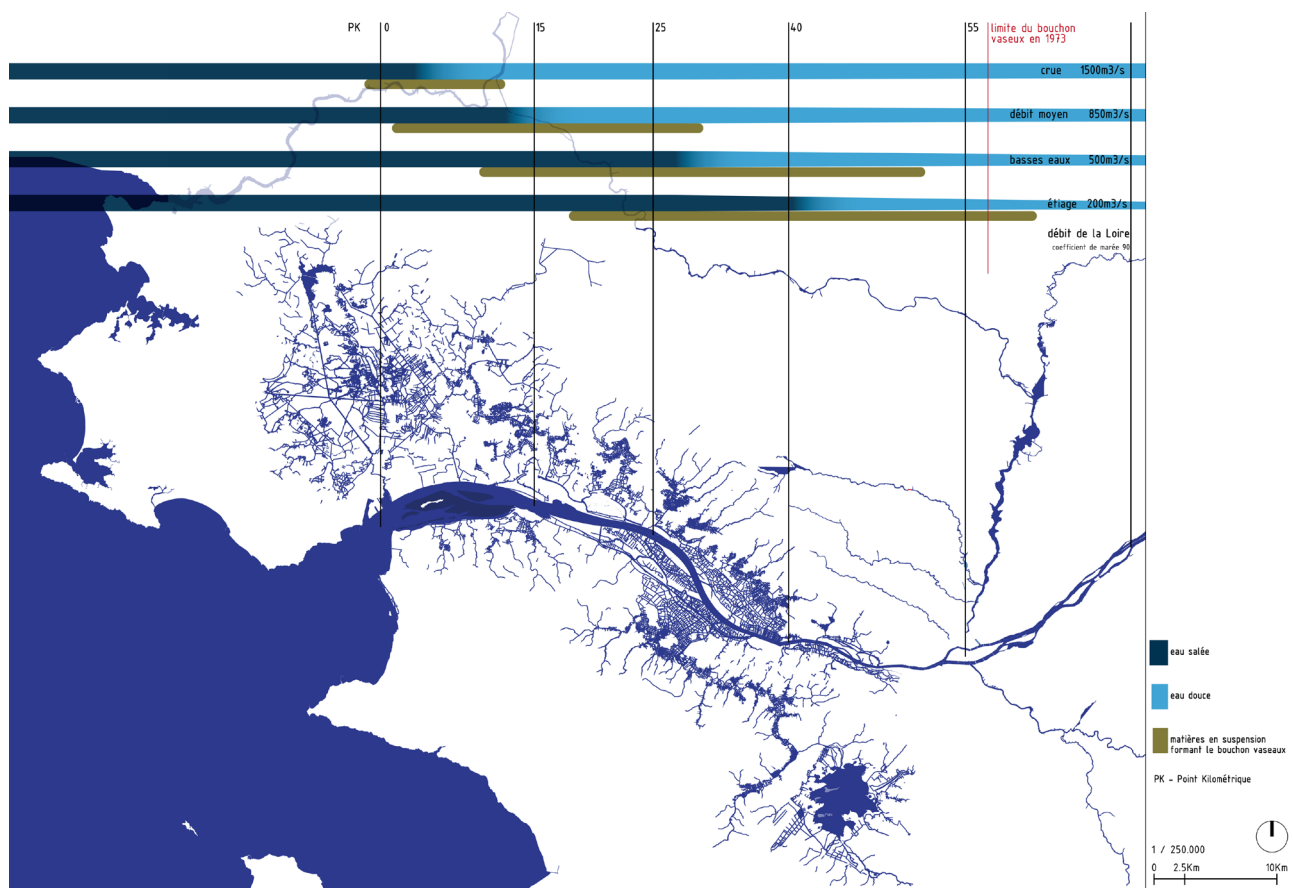 PK 0 15 25 40 55
limite du bouchon
vaseux en 1973
crue 1500m3/s
débit moyen 850m3/s
basses eaux 500m3/s
étiage 200m3/s
débit de la Loire
coefficient de marée 90
eau salée
eau douce
matières en suspension
formant le bouchon vaseaux
PK - Point Kilométrique
1 / 250.000
0 2.5Km 10Km